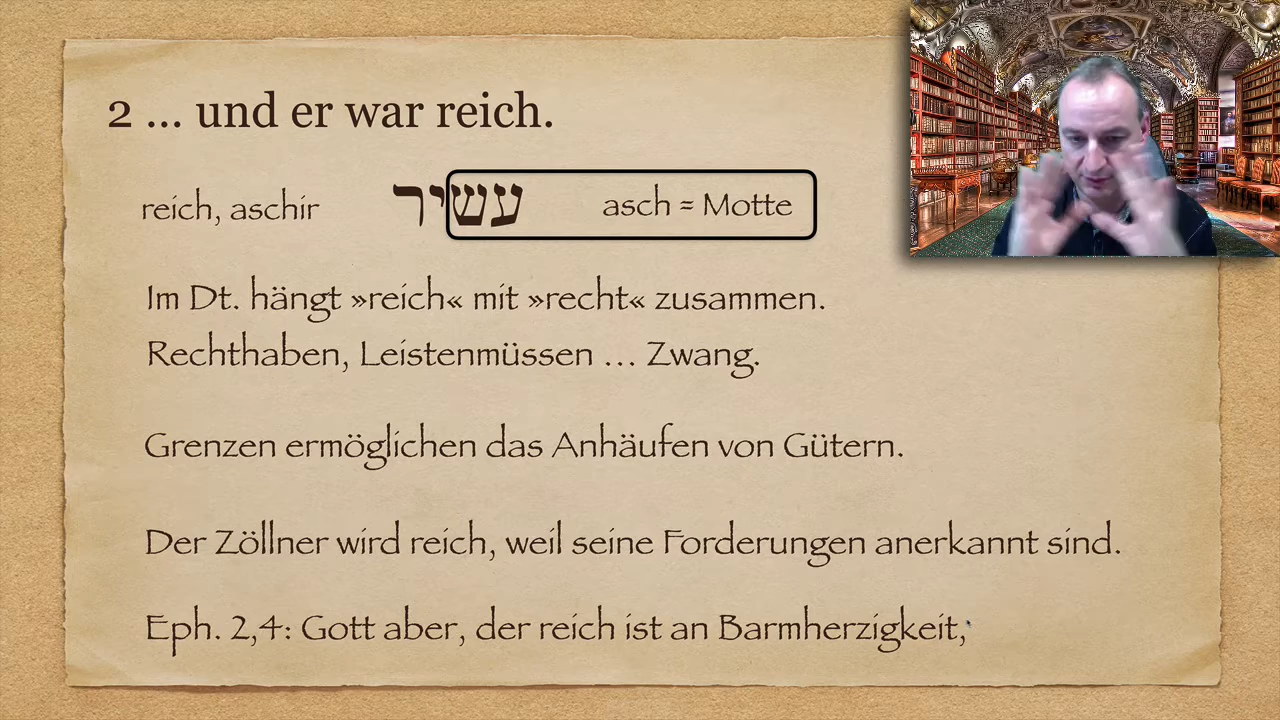 2 … und er war reich.
reich, aschir עשיר asch = Motte
Im Dt. hängt »reich« mit »recht« zusammen.
Rechthaben, Leistenmüssen … Zwang.
Grenzen ermöglichen das Anhäufen von Gütern.
Der Zöllner wird reich, weil seine Forderungen anerkannt sind.
Eph. 2,4: Gott aber, der reich ist an Barmherzigkeit,